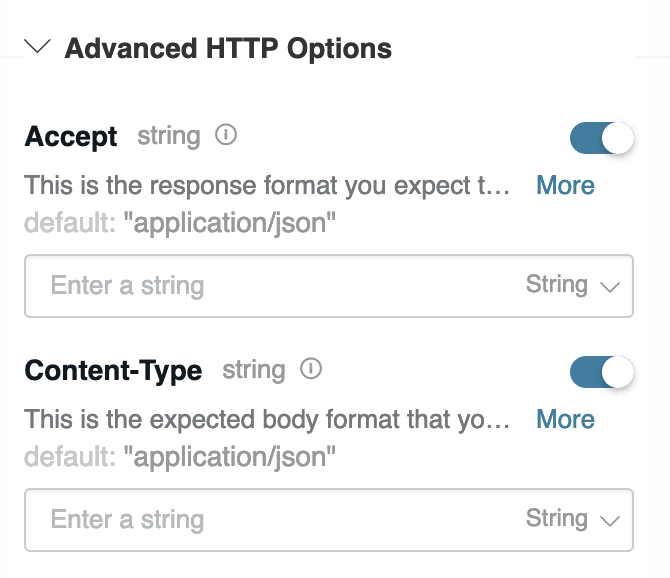 Advanced HTTP Options
Accept string
This is the response format you expect t... More
default: "application/json"
Enter a string String
Content-Type string
This is the expected body format that yo... More
default: "application/json"
Enter a string String